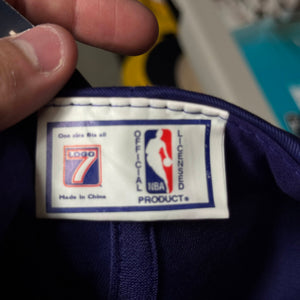 One size fits all
LOGO
7
Made in China
OFFICIAL
NBA
LICENSED
PRODUCT®